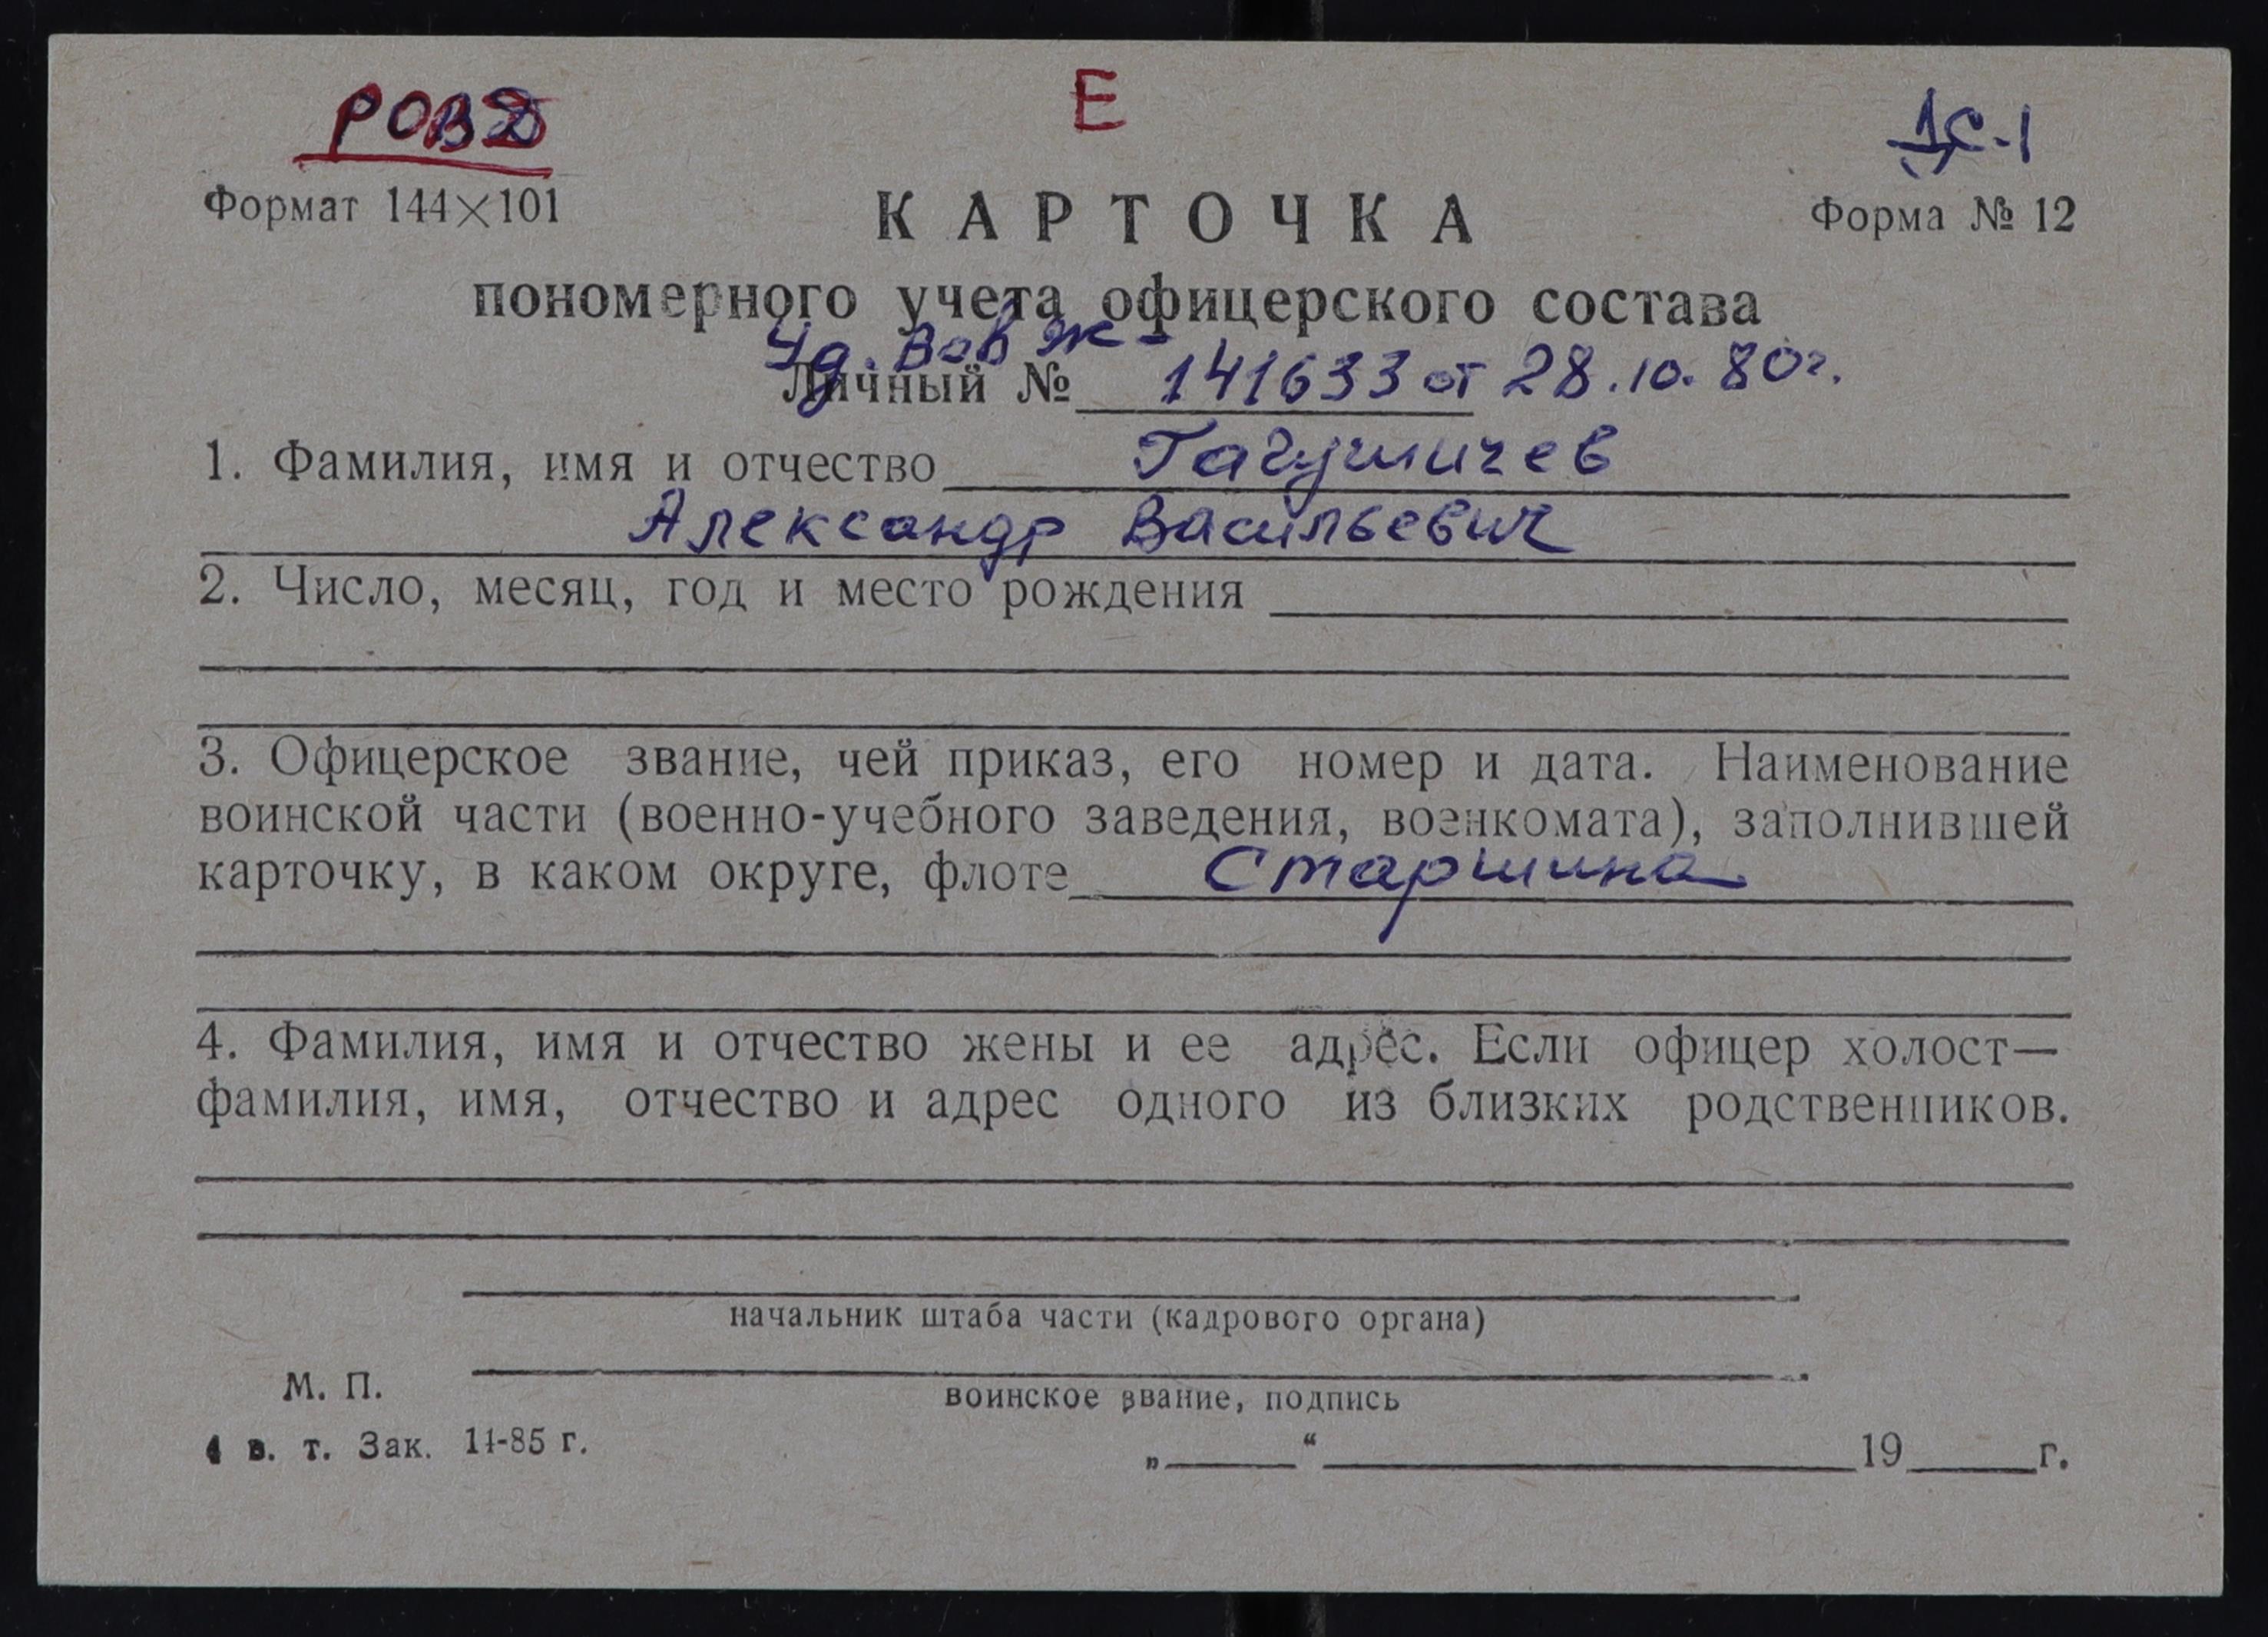 РОВД
Е
1С-1
Формат 144×101
КАРТОЧКА
Форма № 12
пономерного учета офицерского состава
Уд. ВОВ Ж-
Личный № 141633 от 28.10.80г.
1. Фамилия, имя и отчество Гагушичев
Александр Васильевич
2. Число, месяц, год и место рождения
3. Офицерское звание, чей приказ, его номер и дата. Наименование
воинской части (военно-учебного заведения, военкомата), заполнившей
карточку, в каком округе, флоте Старшина
4. Фамилия, имя и отчество жены и ее адрес. Если офицер холост—
фамилия, имя, отчество и адрес одного из близких родственников.
начальник штаба части (кадрового органа)
М. П.
воинское звание, подпись
4 в. т. Зак. 14-85 г.
„ “ 19 г.